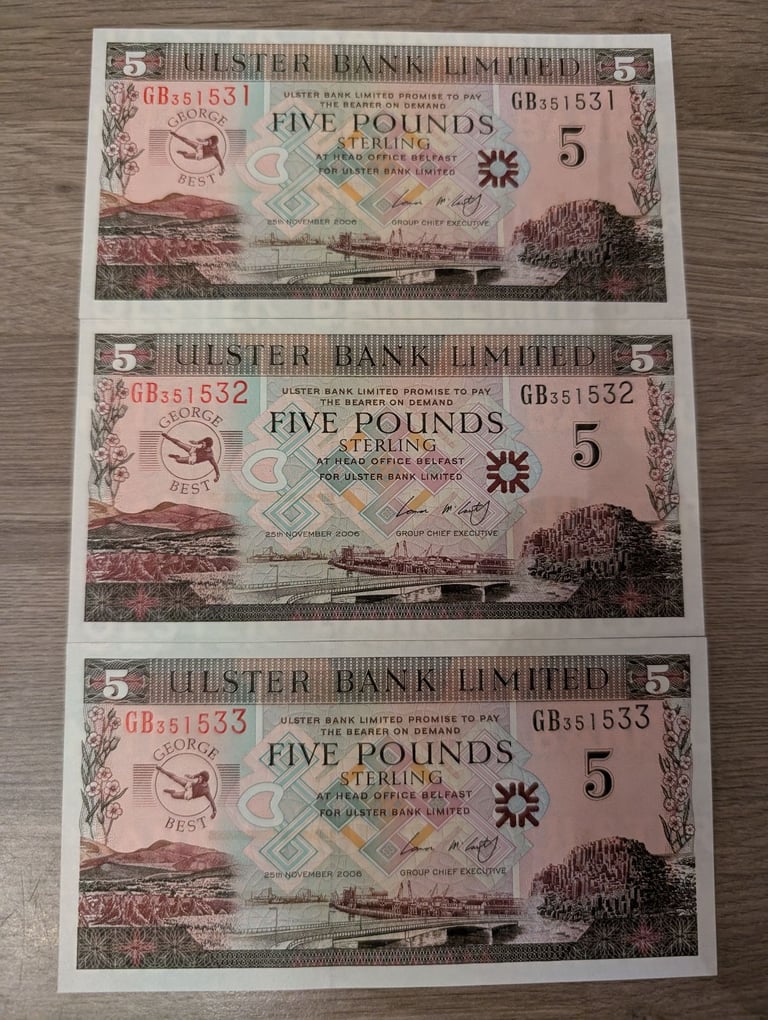 5 ULSTER BANK LIMITED 5
GB351531 ULSTER BANK LIMITED PROMISE TO PAY GB351531
THE BEARER ON DEMAND
GEORGE FIVE POUNDS 5
STERLING
BEST AT HEAD OFFICE BELFAST
FOR ULSTER BANK LIMITED
25th NOVEMBER 2006 GROUP CHIEF EXECUTIVE
5 ULSTER BANK LIMITED 5
GB351532 ULSTER BANK LIMITED PROMISE TO PAY GB351532
THE BEARER ON DEMAND
GEORGE FIVE POUNDS 5
STERLING
AT HEAD OFFICE BELFAST
BEST FOR ULSTER BANK LIMITED
25th NOVEMBER 2006 GROUP CHIEF EXECUTIVE
5 ULSTER BANK LIMITED 5
GB351533 ULSTER BANK LIMITED PROMISE TO PAY GB351533
THE BEARER ON DEMAND
GEORGE FIVE POUNDS 5
STERLING
AT HEAD OFFICE BELFAST
BEST FOR ULSTER BANK LIMITED
25th NOVEMBER 2006 GROUP CHIEF EXECUTIVE